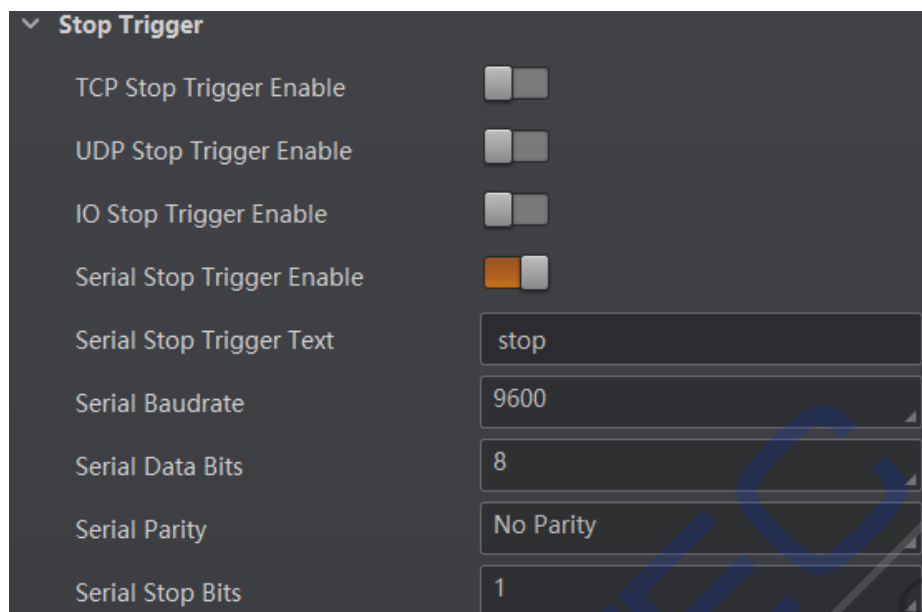 Stop Trigger
TCP Stop Trigger Enable
UDP Stop Trigger Enable
IO Stop Trigger Enable
Serial Stop Trigger Enable
Serial Stop Trigger Text stop
Serial Baudrate 9600
Serial Data Bits 8
Serial Parity No Parity
Serial Stop Bits 1